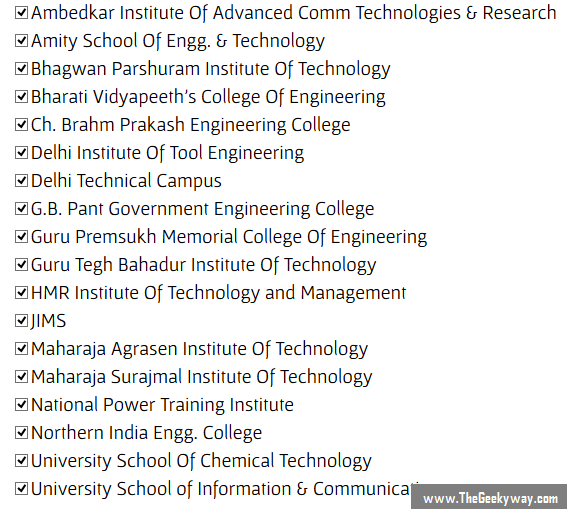 Ambedkar Institute Of Advanced Comm Technologies & Research
Amity School Of Engg. & Technology
Bhagwan Parshuram Institute Of Technology
Bharati Vidyapeeth's College Of Engineering
Ch. Brahm Prakash Engineering College
Delhi Institute Of Tool Engineering
Delhi Technical Campus
G.B. Pant Government Engineering College
Guru Premsukh Memorial College Of Engineering
Guru Tegh Bahadur Institute Of Technology
HMR Institute Of Technology and Management
JIMS
Maharaja Agrasen Institute Of Technology
Maharaja Surajmal Institute Of Technology
National Power Training Institute
Northern India Engg. College
University School Of Chemical Technology
University School of Information &
www.TheGeekyway.com